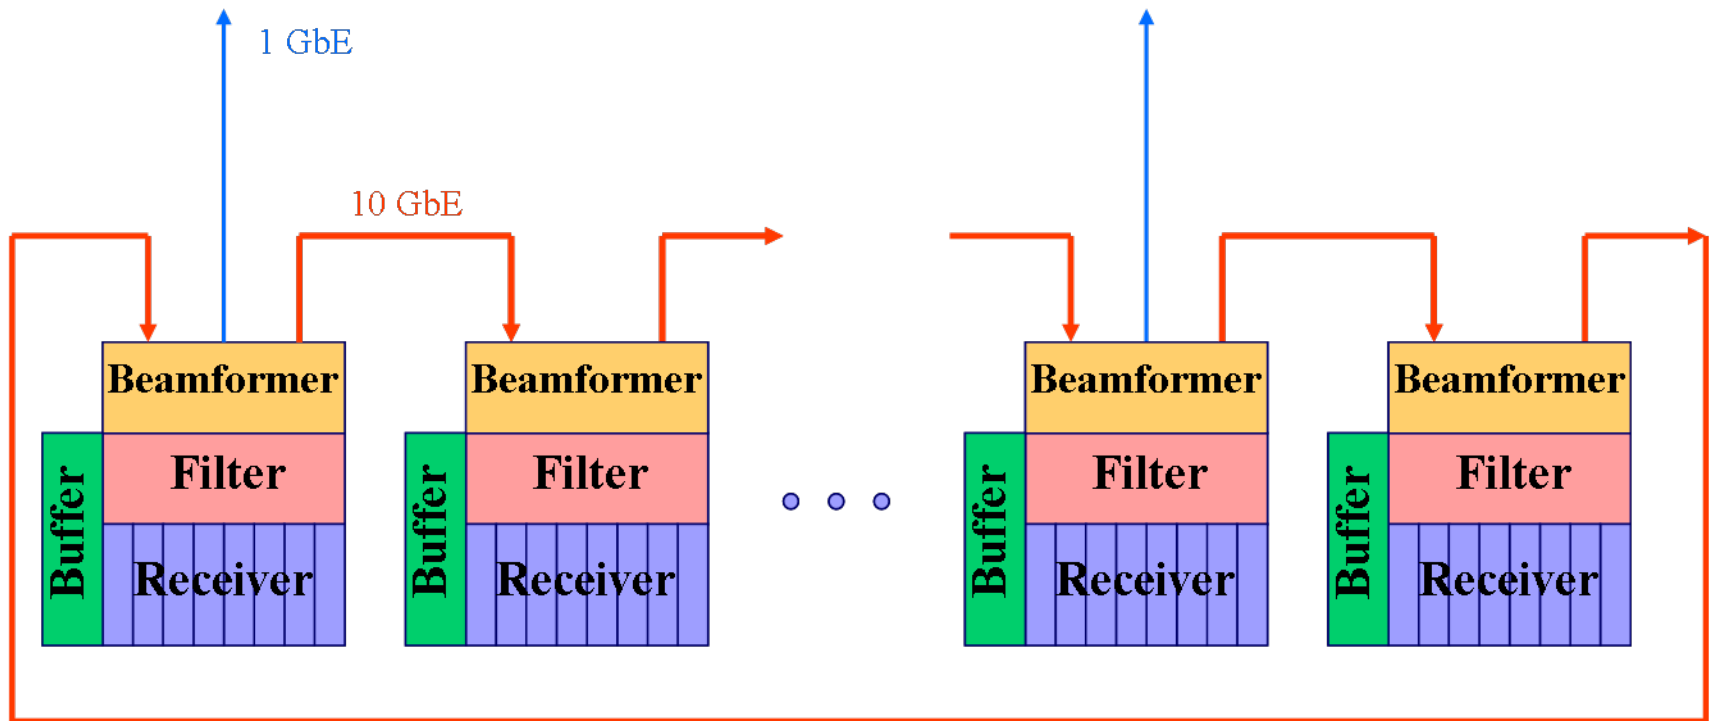 1 GbE
10 GbE
Beamformer
Beamformer
Beamformer
Beamformer
Buffer
Filter
Buffer
Filter
Buffer
Filter
Buffer
Filter
Receiver
Receiver
Receiver
Receiver